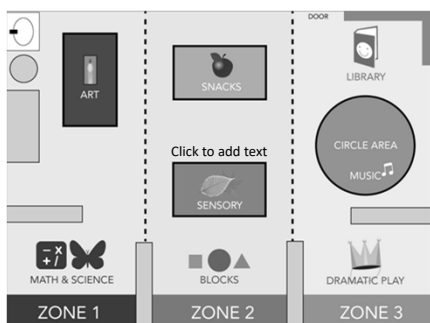 DOOR
LIBRARY
ART
SNACKS
CIRCLE AREA
MUSIC
Click to add text
SENSORY
- x
+ /
MATH & SCIENCE
BLOCKS
DRAMATIC PLAY
ZONE 1
ZONE 2
ZONE 3